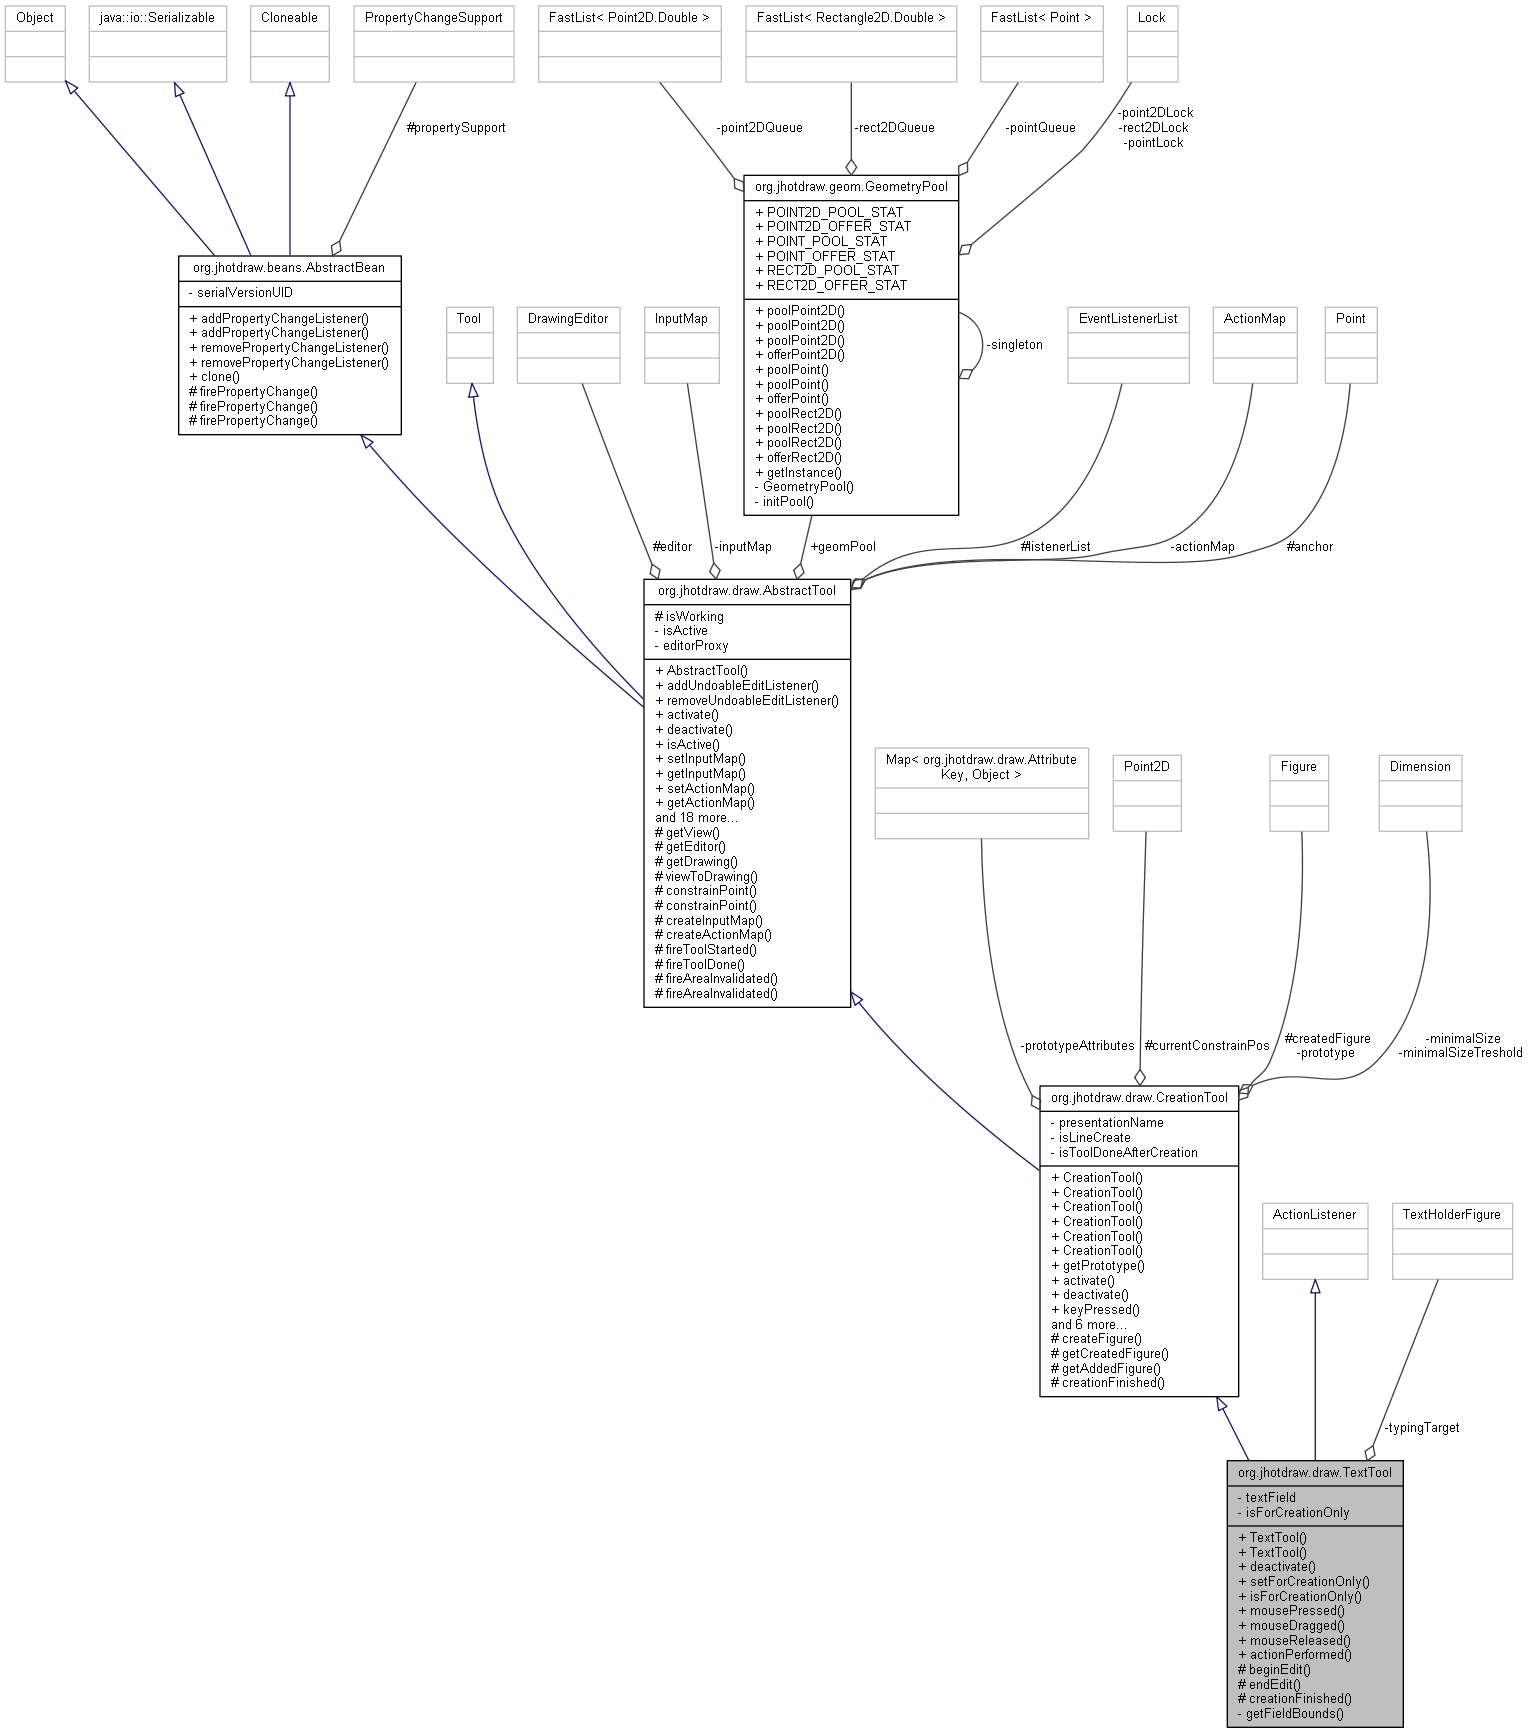 Object
java::io::Serializable
Cloneable
PropertyChangeSupport
FastList< Point2D.Double >
FastList< Rectangle2D.Double >
FastList< Point >
Lock
#propertySupport
-point2DQueue
-rect2DQueue
-pointQueue
-point2DLock
-rect2DLock
-pointLock
org.jhotdraw.geom.GeometryPool
+ POINT2D_POOL_STAT
+ POINT2D_OFFER_STAT
+ POINT_POOL_STAT
+ POINT_OFFER_STAT
+ RECT2D_POOL_STAT
+ RECT2D_OFFER_STAT
+ poolPoint2D()
+ poolPoint2D()
+ poolPoint2D()
+ offerPoint2D()
+ poolPoint()
+ poolPoint()
+ offerPoint()
+ poolRect2D()
+ poolRect2D()
+ poolRect2D()
+ offerRect2D()
+ getInstance()
- GeometryPool()
- initPool()
-singleton
org.jhotdraw.beans.AbstractBean
- serialVersionUID
+ addPropertyChangeListener()
+ addPropertyChangeListener()
+ removePropertyChangeListener()
+ removePropertyChangeListener()
+ clone()
# firePropertyChange()
# firePropertyChange()
# firePropertyChange()
Tool
DrawingEditor
InputMap
EventListenerList
ActionMap
Point
#editor
-inputMap
+geomPool
#listenerList
-actionMap
#anchor
org.jhotdraw.draw.AbstractTool
# isWorking
- isActive
- editorProxy
+ AbstractTool()
+ addUndoableEditListener()
+ removeUndoableEditListener()
+ activate()
+ deactivate()
+ isActive()
+ setInputMap()
+ getInputMap()
+ setActionMap()
+ getActionMap()
and 18 more...
# getView()
# getEditor()
# getDrawing()
# viewToDrawing()
# constrainPoint()
# constrainPoint()
# createInputMap()
# createActionMap()
# fireToolStarted()
# fireToolDone()
# fireAreaInvalidated()
# fireAreaInvalidated()
Map< org.jhotdraw.draw.Attribute
Key, Object >
Point2D
Figure
Dimension
-prototypeAttributes
#currentConstrainPos
#createdFigure
-prototype
-minimalSize
-minimalSizeTreshold
org.jhotdraw.draw.CreationTool
- presentationName
- isLineCreate
- isToolDoneAfterCreation
+ CreationTool()
+ CreationTool()
+ CreationTool()
+ CreationTool()
+ CreationTool()
+ CreationTool()
+ getPrototype()
+ activate()
+ deactivate()
+ keyPressed()
and 6 more...
# createFigure()
# getCreatedFigure()
# getAddedFigure()
# creationFinished()
ActionListener
TextHolderFigure
-typingTarget
org.jhotdraw.draw.TextTool
- textField
- isForCreationOnly
+ TextTool()
+ TextTool()
+ deactivate()
+ setForCreationOnly()
+ isForCreationOnly()
+ mousePressed()
+ mouseDragged()
+ mouseReleased()
+ actionPerformed()
# beginEdit()
# endEdit()
# creationFinished()
- getFieldBounds()